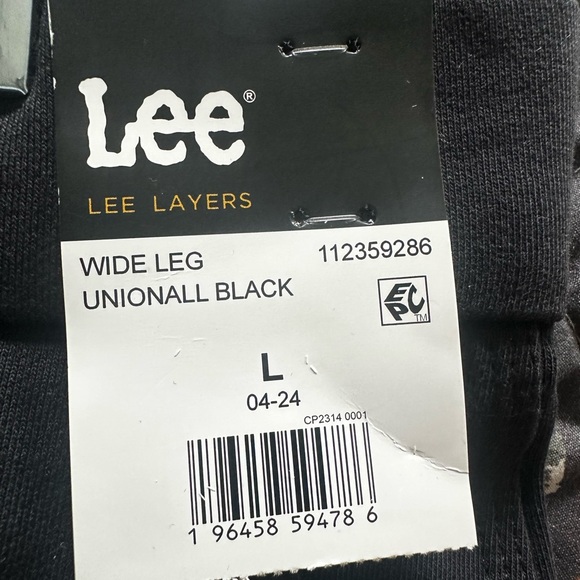 Lee®
LEE LAYERS
WIDE LEG 112359286
UNIONALL BLACK
EPC TM
L
04-24
CP2314 0001
1 96458 59478 6